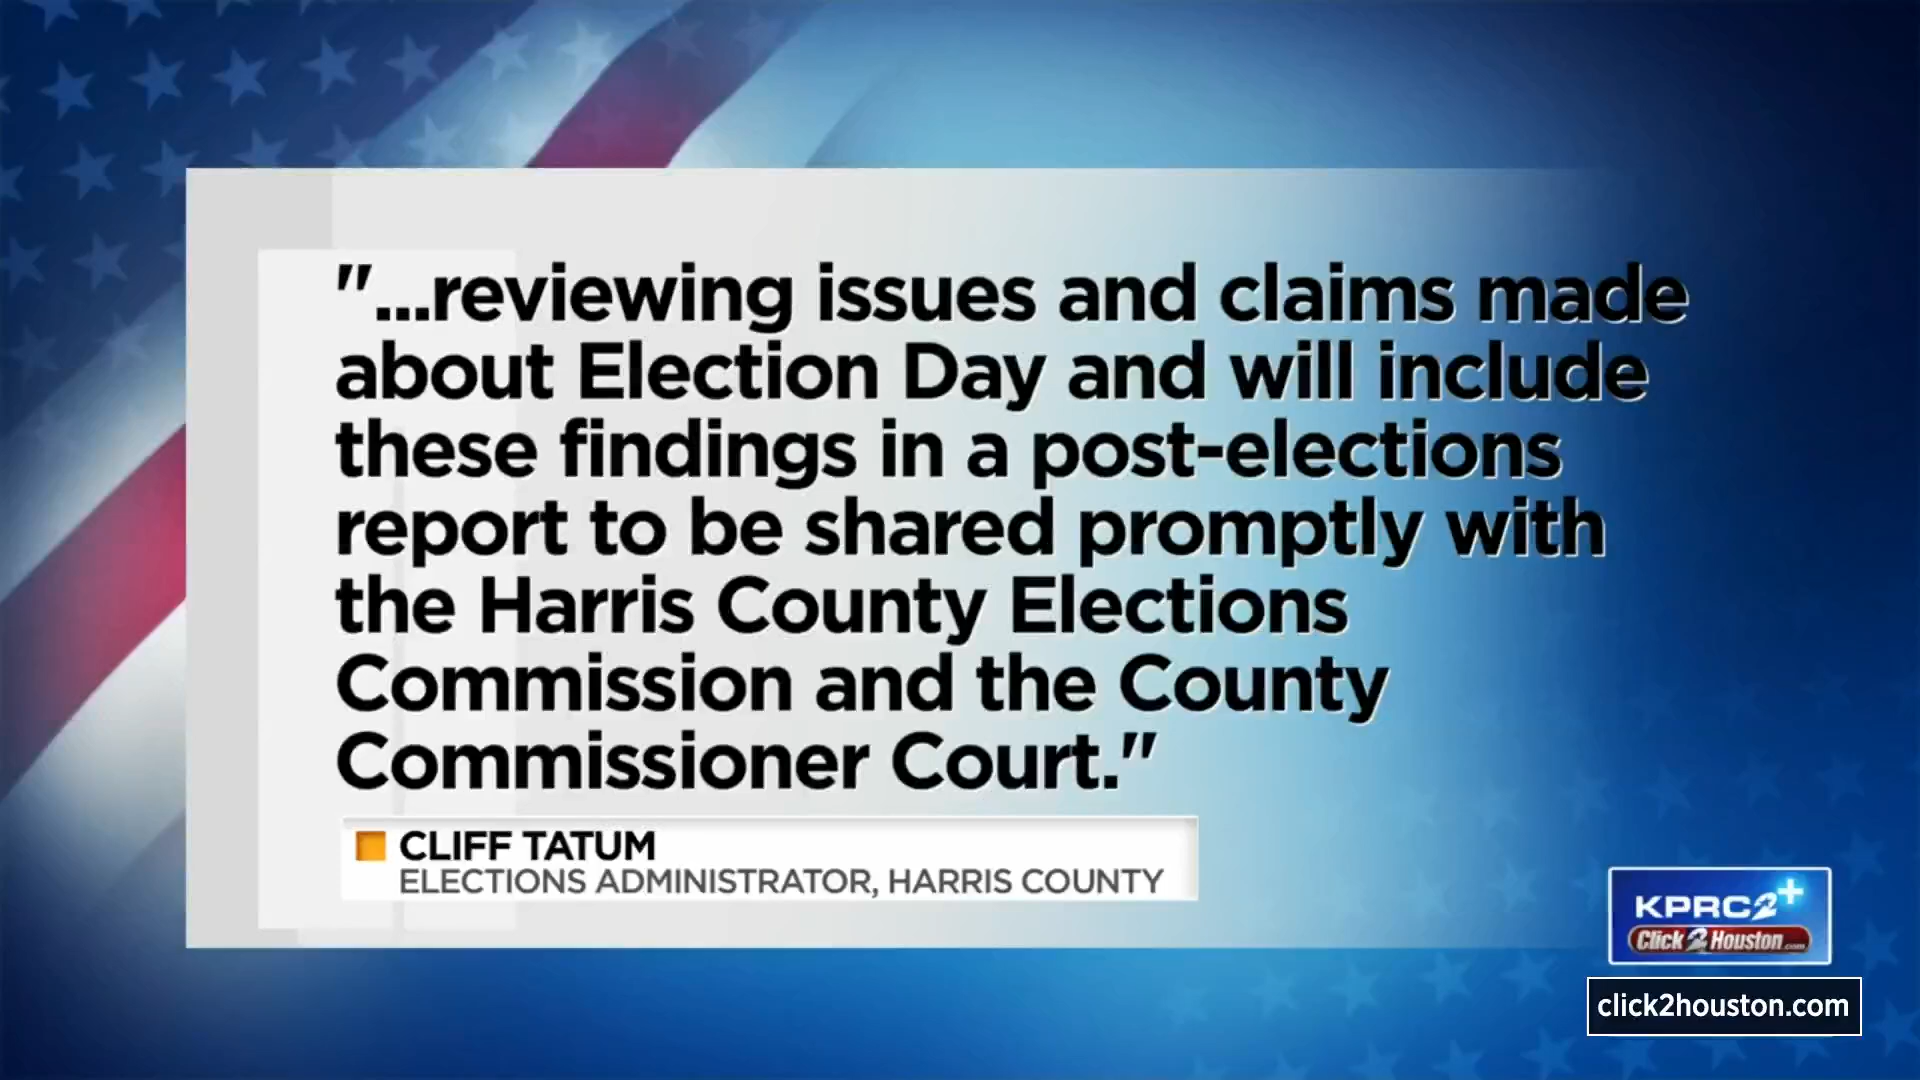 "...reviewing issues and claims made
about Election Day and will include
these findings in a post-elections
report to be shared promptly with
the Harris County Elections
Commission and the County
Commissioner Court."
CLIFF TATUM
ELECTIONS ADMINISTRATOR, HARRIS COUNTY
KPRC2+
Click2Houston.com
click2houston.com